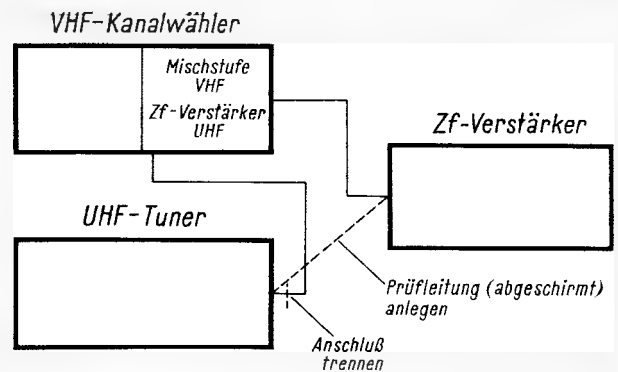 VHF-Kanalwähler
Mischstufe
VHF
Zf-Verstärker
UHF
Zf-Verstärker
UHF-Tuner
Prüfleitung (abgeschirmt)
anlegen
Anschluß
trennen